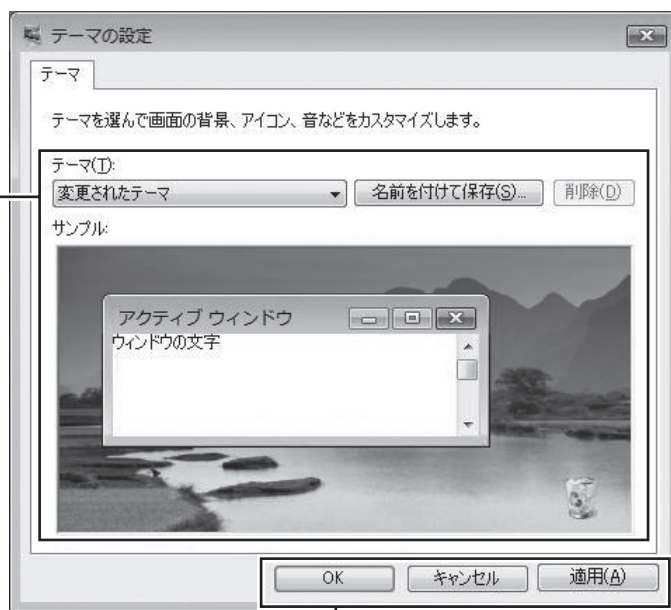 テーマの設定
テーマ
テーマを選んで画面の背景、アイコン、音などをカスタマイズします。
テーマ(T):
変更されたテーマ 名前を付けて保存(S)... 削除(D)
サンプル:
アクティブ ウィンドウ
ウィンドウの文字
OK キャンセル 適用(A)